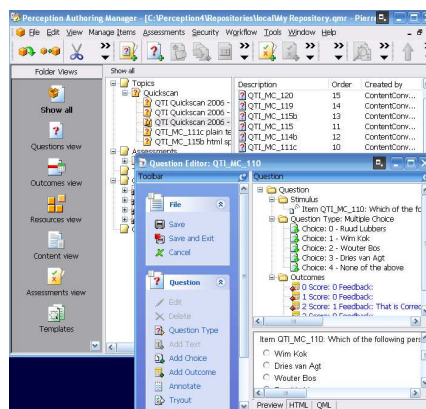 Perception Authoring Manager - [C:\Perception4\Repositories\local\My Repository.qmr - Pierre
File Edit View Manage Items Assessments Security Workflow Tools Window Help
Folder Views
Show all
Questions view
Outcomes view
Resources view
Content view
Assessments view
Templates
Show all
Topics
Quickscan
QTI Quickscan 2006 -
QTI Quickscan 2006 -
QTI Quickscan 2006 -
QTI_MC_111c plain te
QTI_MC_115b html sp
Assessments
Description Order Created by
QTI_MC_120 15 ContentConv...
QTI_MC_119 14 ContentConv...
QTI_MC_115b 13 ContentConv...
QTI_MC_115 11 ContentConv...
QTI_MC_114b 12 ContentConv...
QTI_MC_111c 10 ContentConv...
Question Editor: QTI_MC_110
Toolbar
File
Save
Save and Exit
Cancel
Question
Edit
Delete
Question Type
Add Text
Add Choice
Add Outcome
Annotate
Tryout
Question
Question
Stimulus
Item QTI_MC_110: Which of the fo
Question Type: Multiple Choice
Choice: 0 - Ruud Lubbers
Choice: 1 - Wim Kok
Choice: 2 - Wouter Bos
Choice: 3 - Dries van Agt
Choice: 4 - None of the above
Outcomes
0 Score: 0 Feedback:
1 Score: 0 Feedback:
2 Score: 1 Feedback: That is Correc
Item QTI_MC_110: Which of the following pers
Wim Kok
Dries van Agt
Wouter Bos
Preview HTML QML